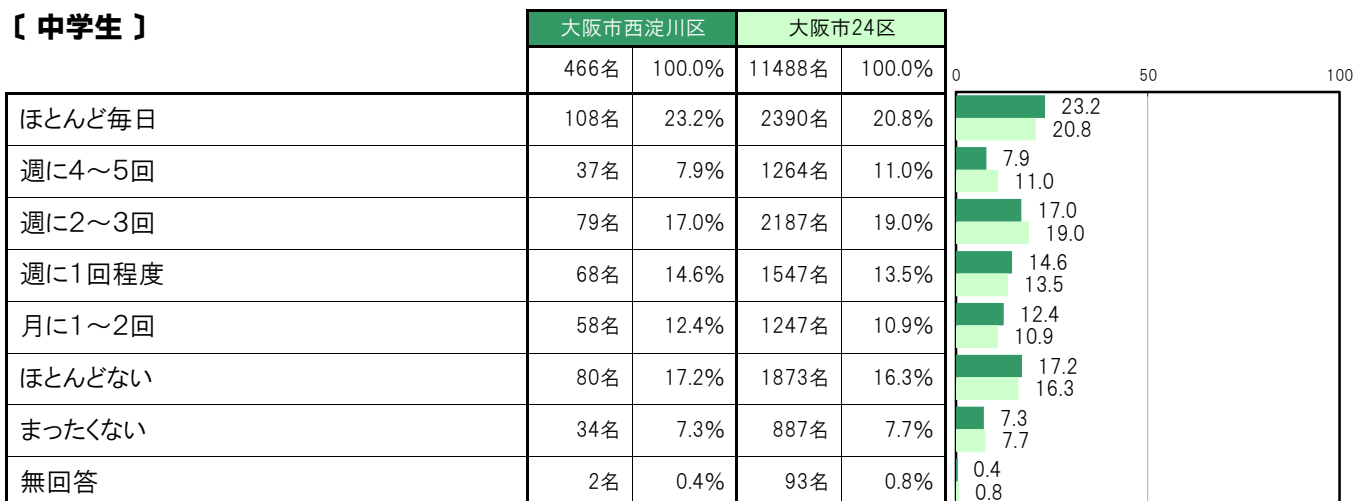 〔 中学生 〕
大阪市西淀川区 大阪市24区
466名 100.0% 11488名 100.0%
0 50 100
ほとんど毎日 108名 23.2% 2390名 20.8% 23.2
20.8
週に4～5回 37名 7.9% 1264名 11.0% 7.9
11.0
週に2～3回 79名 17.0% 2187名 19.0% 17.0
19.0
週に1回程度 68名 14.6% 1547名 13.5% 14.6
13.5
月に1～2回 58名 12.4% 1247名 10.9% 12.4
10.9
ほとんどない 80名 17.2% 1873名 16.3% 17.2
16.3
まったくない 34名 7.3% 887名 7.7% 7.3
7.7
無回答 2名 0.4% 93名 0.8% 0.4
0.8